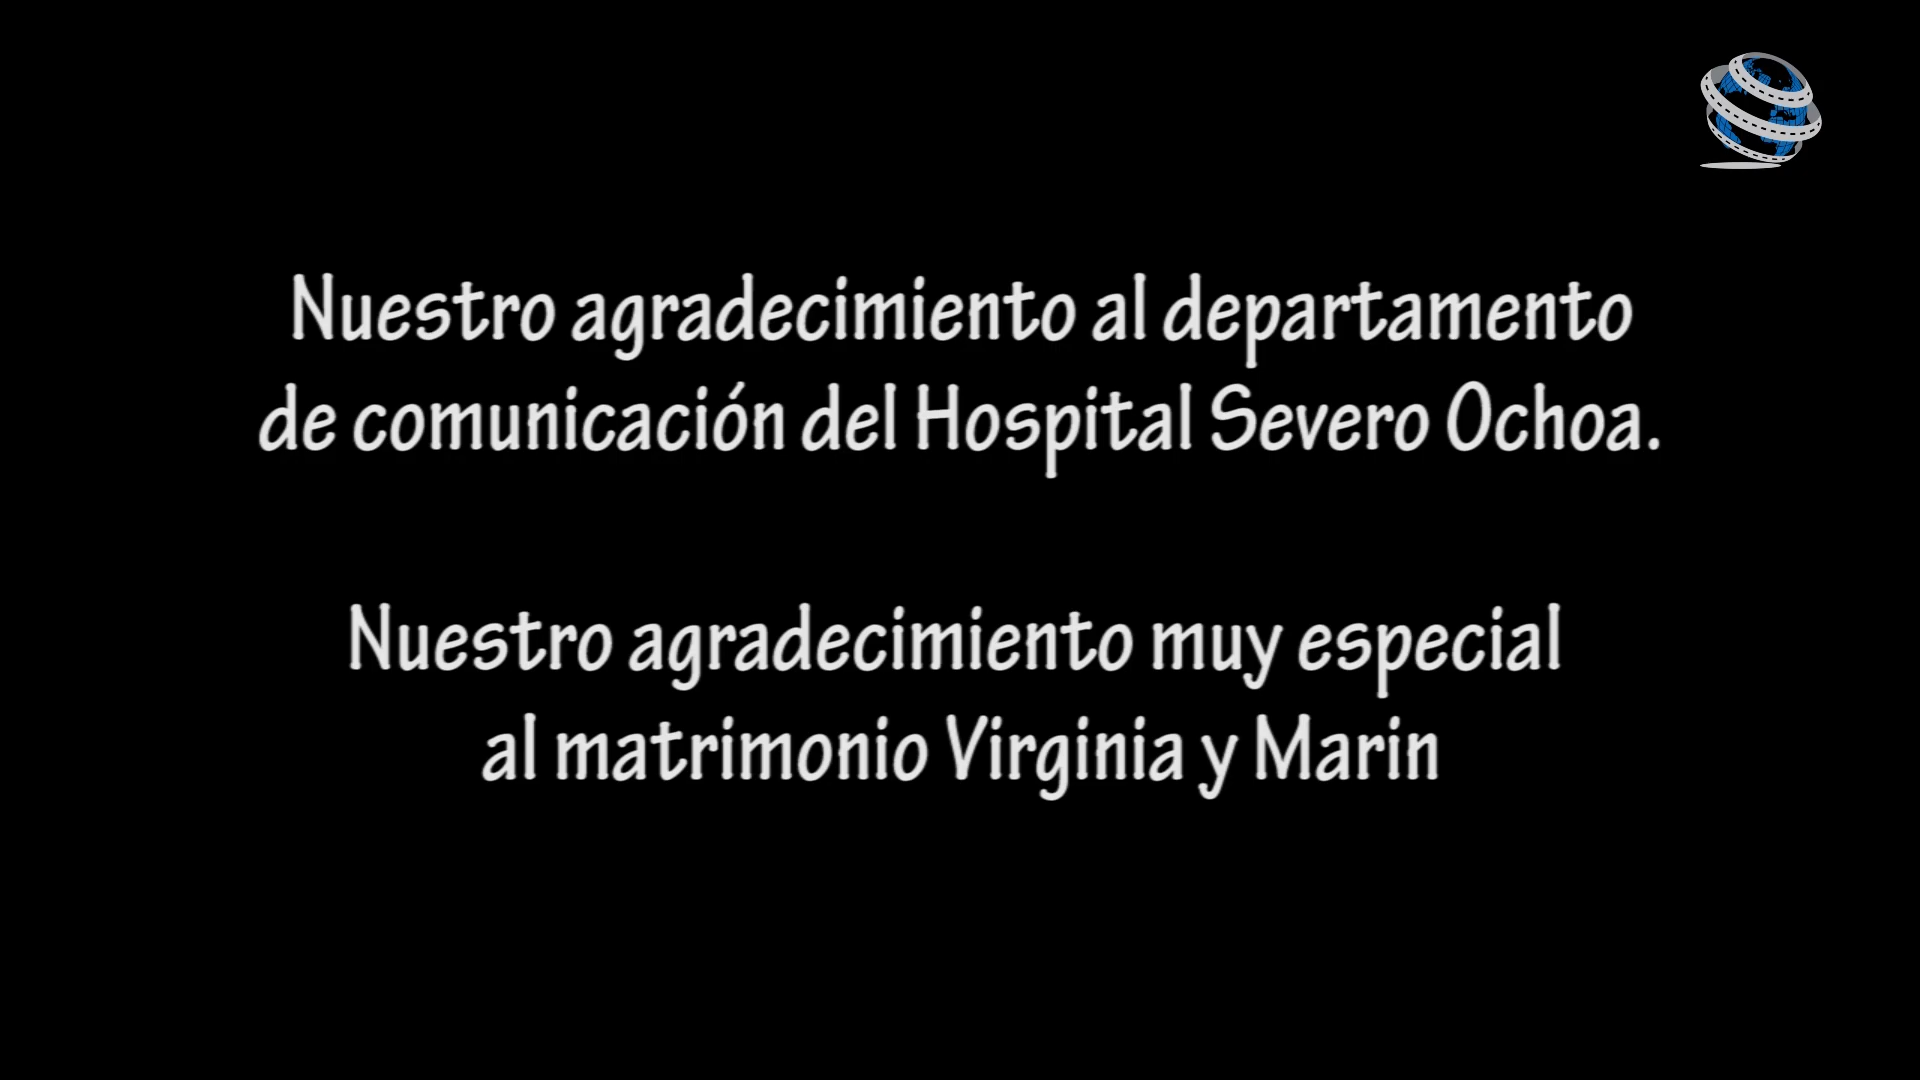 Nuestro agradecimiento al departamento
de comunicación del Hospital Severo Ochoa.
Nuestro agradecimiento muy especial
al matrimonio Virginia y Marin